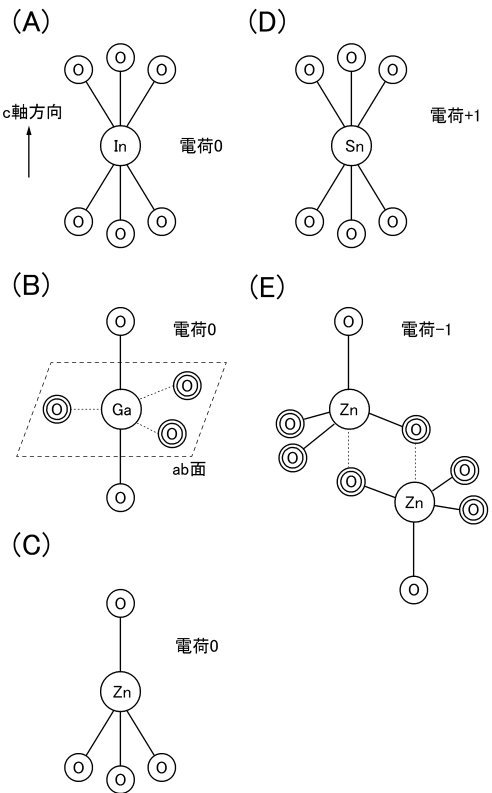 (A)
O O O
c軸方向
In
電荷0
O O O
(B)
O
電荷0
O Ga O
O
ab面
O
(C)
O
電荷0
Zn
O O O
(D)
O O O
電荷+1
Sn
O O O
(E)
O
電荷-1
Zn
O O
O
O O
Zn O
O